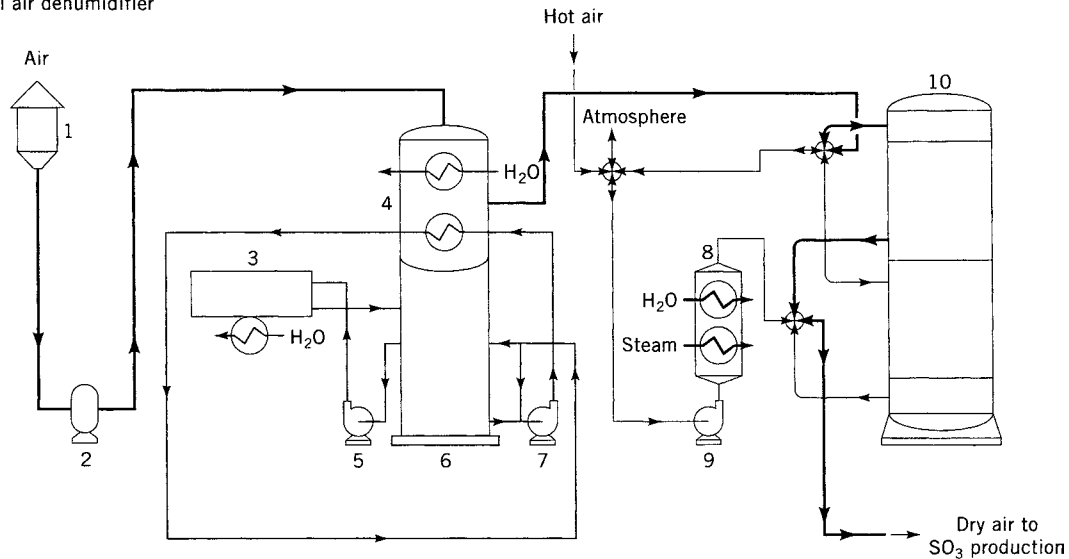 air dehumidifier
Hot air
Air
10
1
Atmosphere
H₂O
4
3
8
H₂O
H₂O
Steam
2
5
6
7
9
Dry air to
SO₃ production